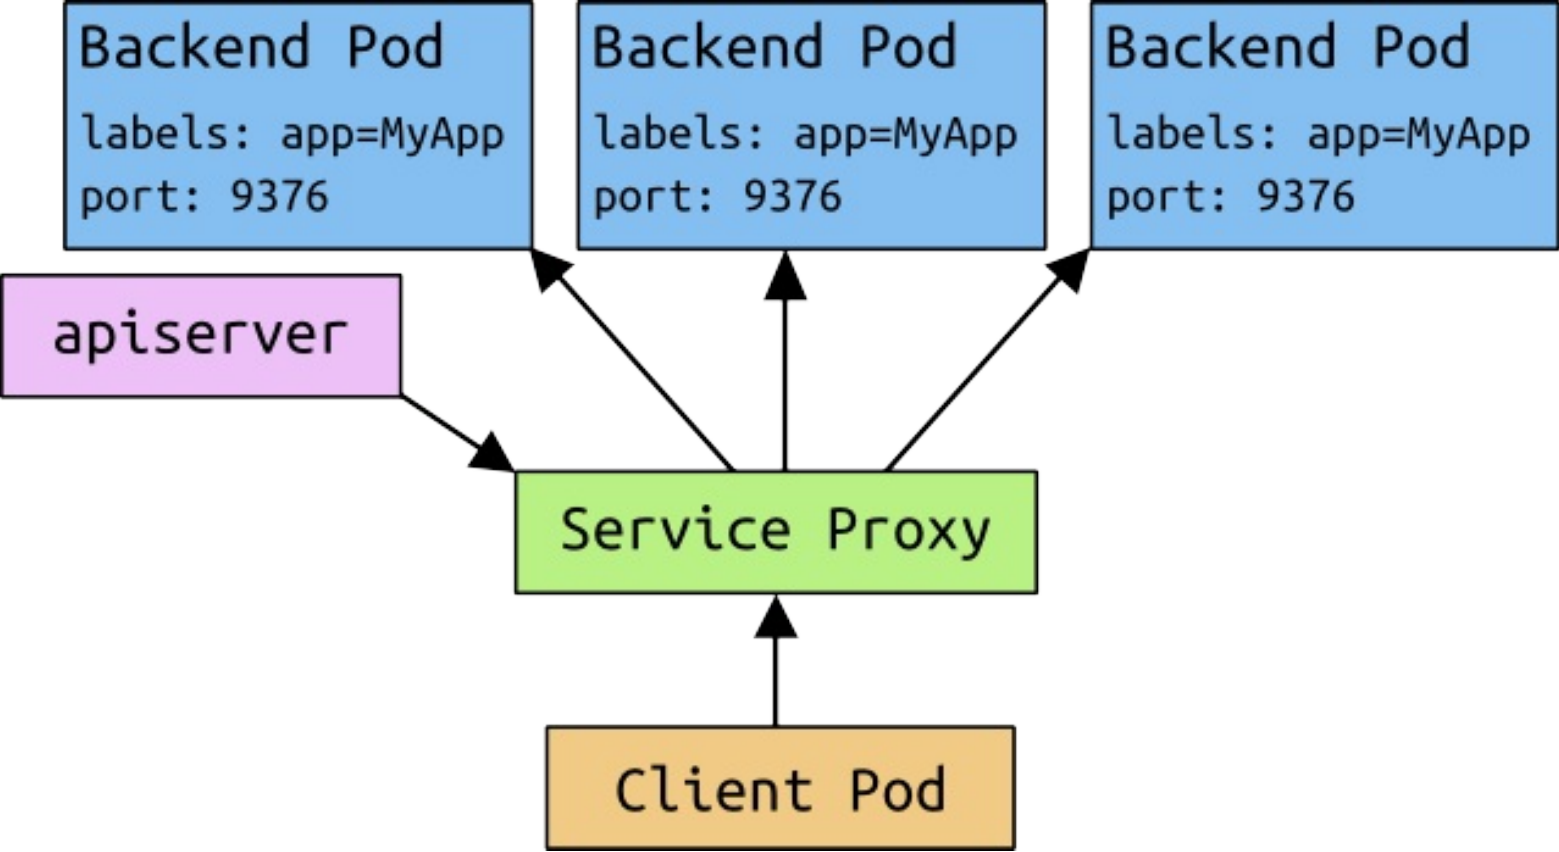 Backend Pod
labels: app=MyApp
port: 9376
Backend Pod
labels: app=MyApp
port: 9376
Backend Pod
labels: app=MyApp
port: 9376
apiserver
Service Proxy
Client Pod